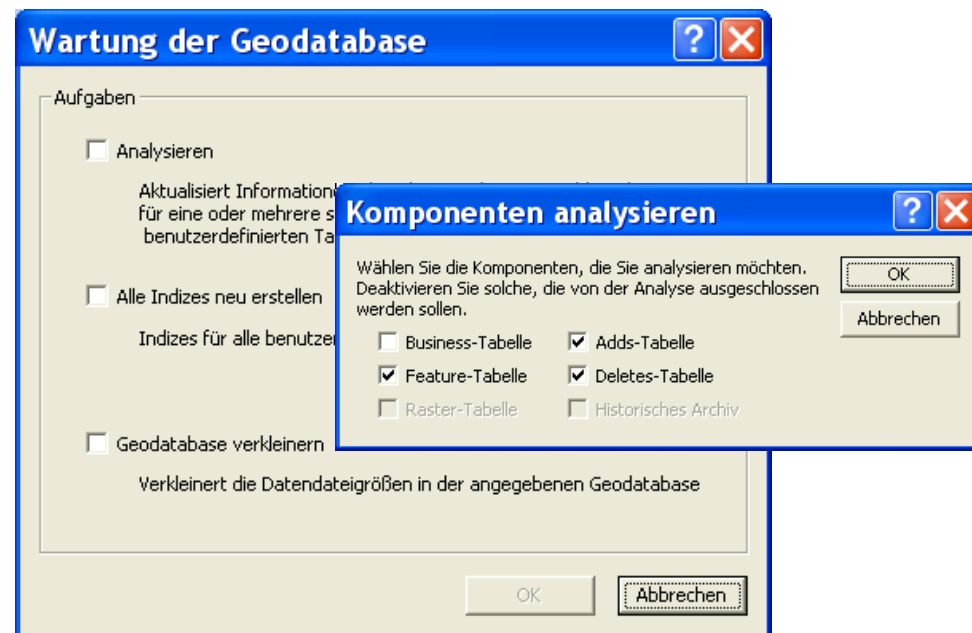 Wartung der Geodatabase
Aufgaben
Analysieren
Aktualisiert
für eine oder mehrere
benutzerdefinierten
Alle Indizes neu erstellen
Indizes für alle
Geodatabase verkleinern
Verkleinert die Datendateigrößen in der angegebenen Geodatabase
OK
Abbrechen
Komponenten analysieren
Wählen Sie die Komponenten, die Sie analysieren möchten.
Deaktivieren Sie solche, die von der Analyse ausgeschlossen
werden sollen.
Business-Tabelle
Adds-Tabelle
Feature-Tabelle
Deletes-Tabelle
Raster-Tabelle
Historisches Archiv
OK
Abbrechen